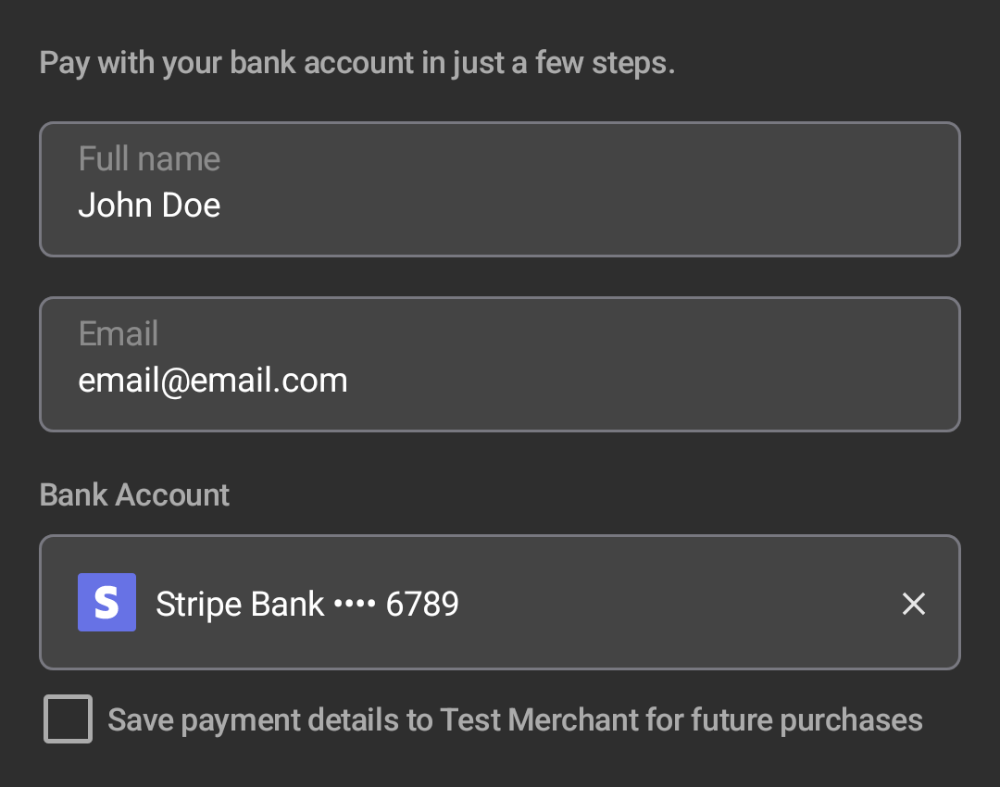 Pay with your bank account in just a few steps.
Full name
John Doe
Email
email@email.com
Bank Account
S Stripe Bank •••• 6789
Save payment details to Test Merchant for future purchases